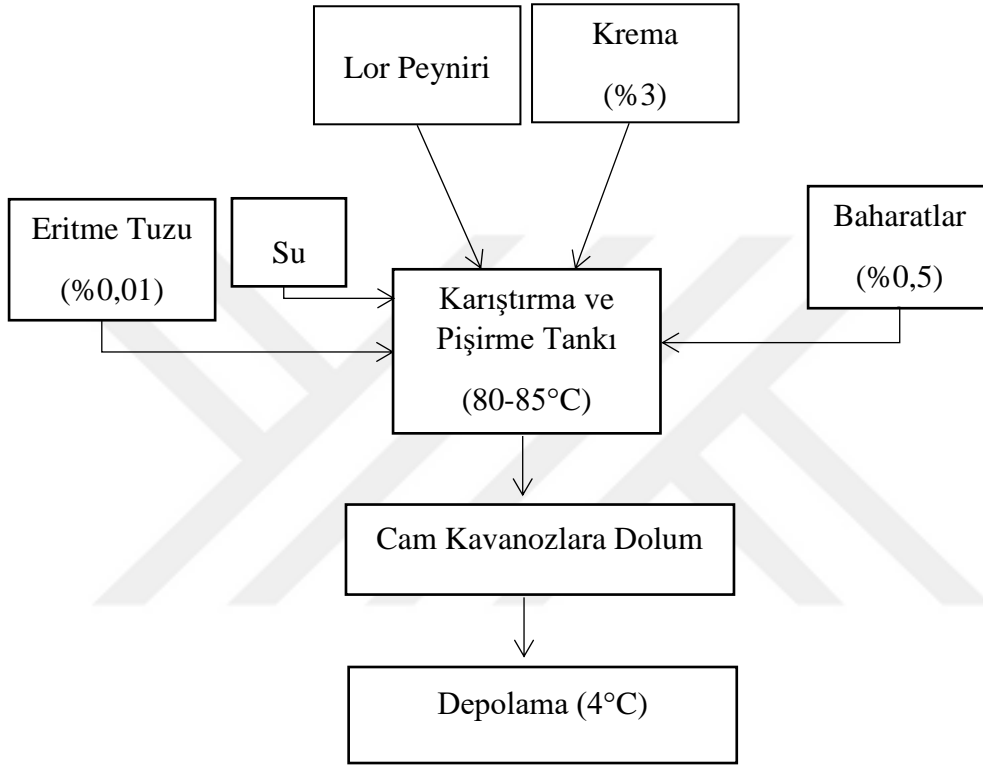 Lor Peyniri
Krema
(%3)
Eritme Tuzu
(%0,01)
Su
Baharatlar
(%0,5)
Karıştırma ve
Pişirme Tankı
(80-85°C)
Cam Kavanozlara Dolum
Depolama (4°C)